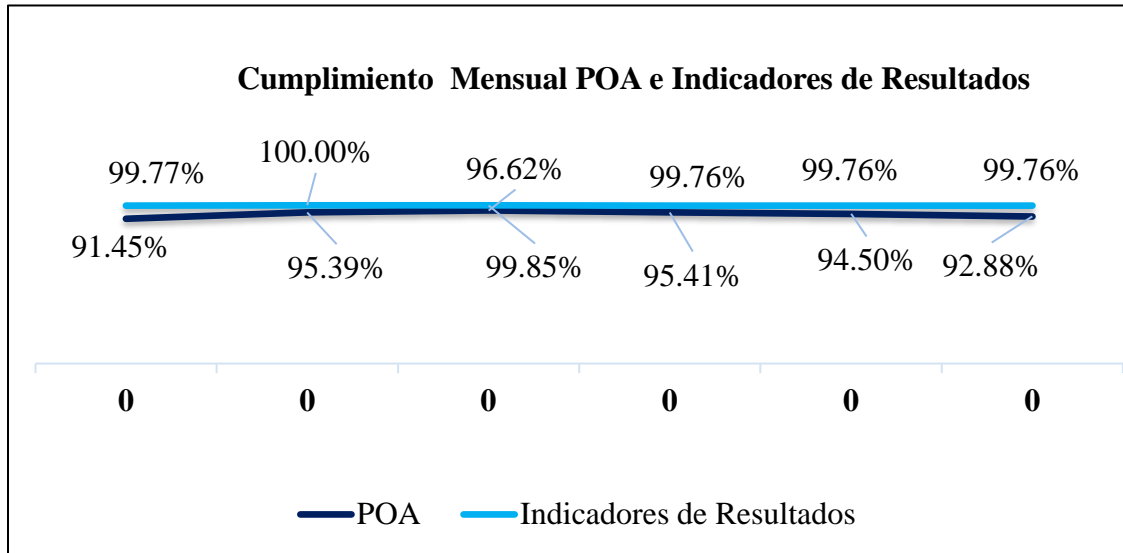 Cumplimiento Mensual POA e Indicadores de Resultados
99.77% 100.00% 96.62% 99.76% 99.76% 99.76%
91.45% 95.39% 99.85% 95.41% 94.50% 92.88%
0 0 0 0 0 0
POA Indicadores de Resultados